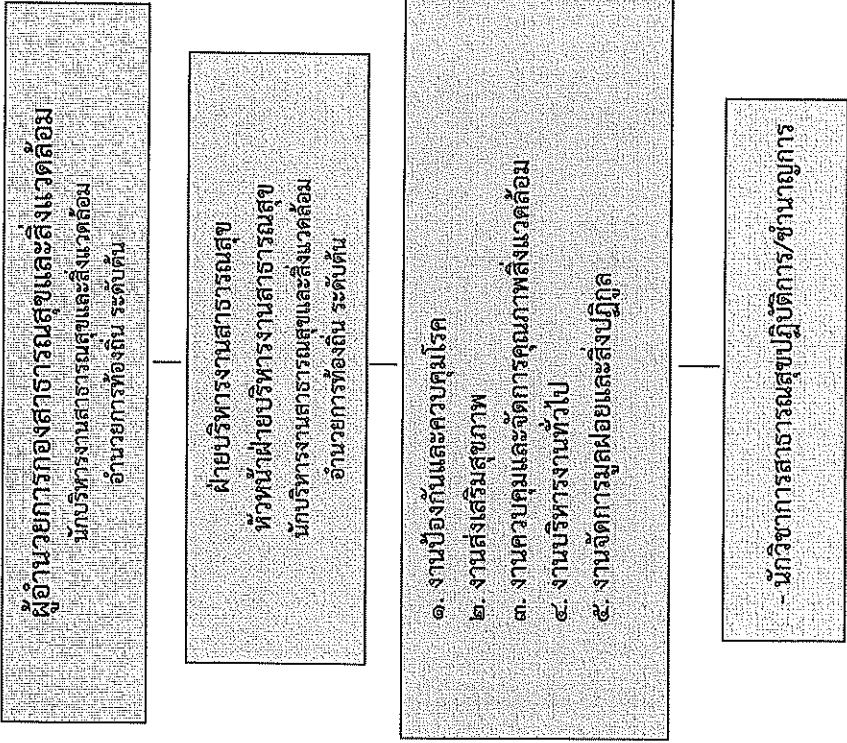 ผู้อำนวยการกองสาธารณสุขและสิ่งแวดล้อม
นักบริหารงานสาธารณสุขและสิ่งแวดล้อม
อำนวยการท้องถิ่น ระดับต้น
ฝ่ายบริหารงานสาธารณสุข
หัวหน้าฝ่ายบริหารงานสาธารณสุข
นักบริหารงานสาธารณสุขและสิ่งแวดล้อม
อำนวยการท้องถิ่น ระดับต้น
๑. งานป้องกันและควบคุมโรค
๒. งานส่งเสริมสุขภาพ
๓. งานควบคุมและจัดการคุณภาพสิ่งแวดล้อม
๔. งานบริหารงานทั่วไป
๕. งานจัดการมูลฝอยและสิ่งปฏิกูล
- นักวิชาการสาธารณสุขปฏิบัติการ/ชำนาญการ